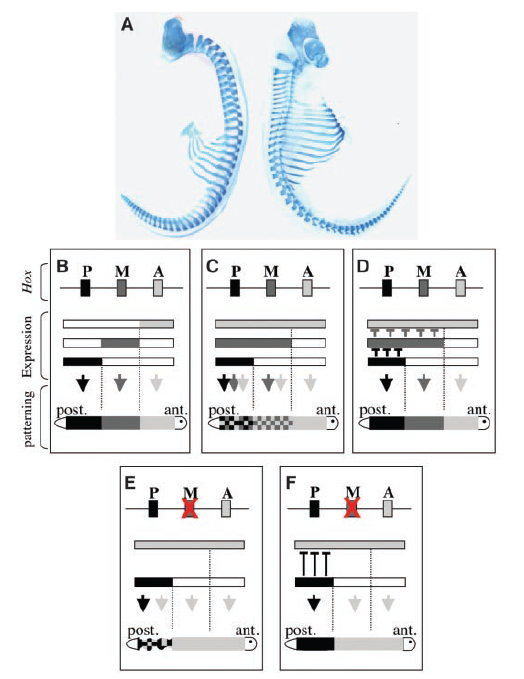 A
B
P M A
C
P M A
D
P M A
Hox
Expression
patterning
post. ant.
post. ant.
post. ant.
E
P M A
post. ant.
F
P M A
post. ant.